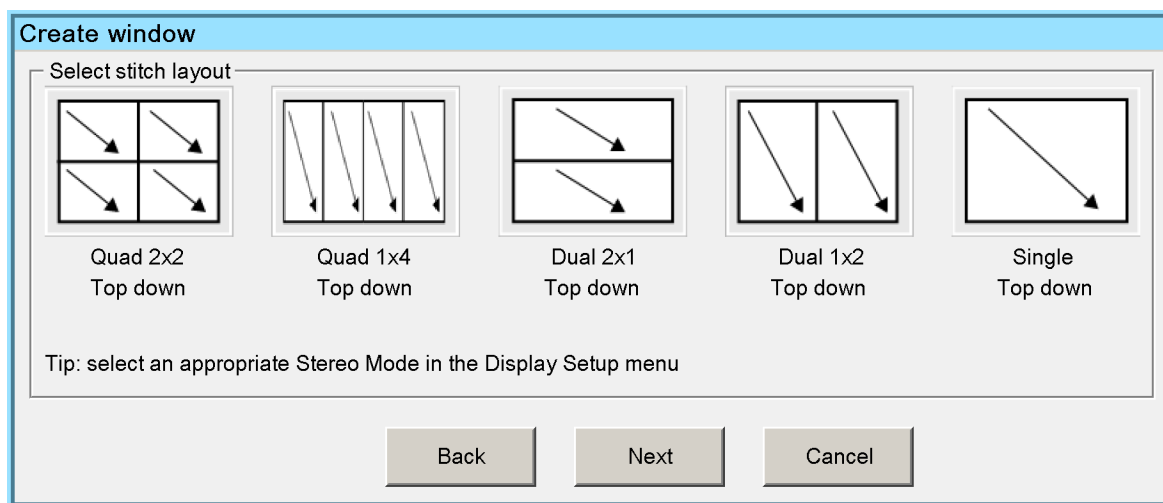 Create window
Select stitch layout
Quad 2x2
Top down
Quad 1x4
Top down
Dual 2x1
Top down
Dual 1x2
Top down
Single
Top down
Tip: select an appropriate Stereo Mode in the Display Setup menu
Back
Next
Cancel